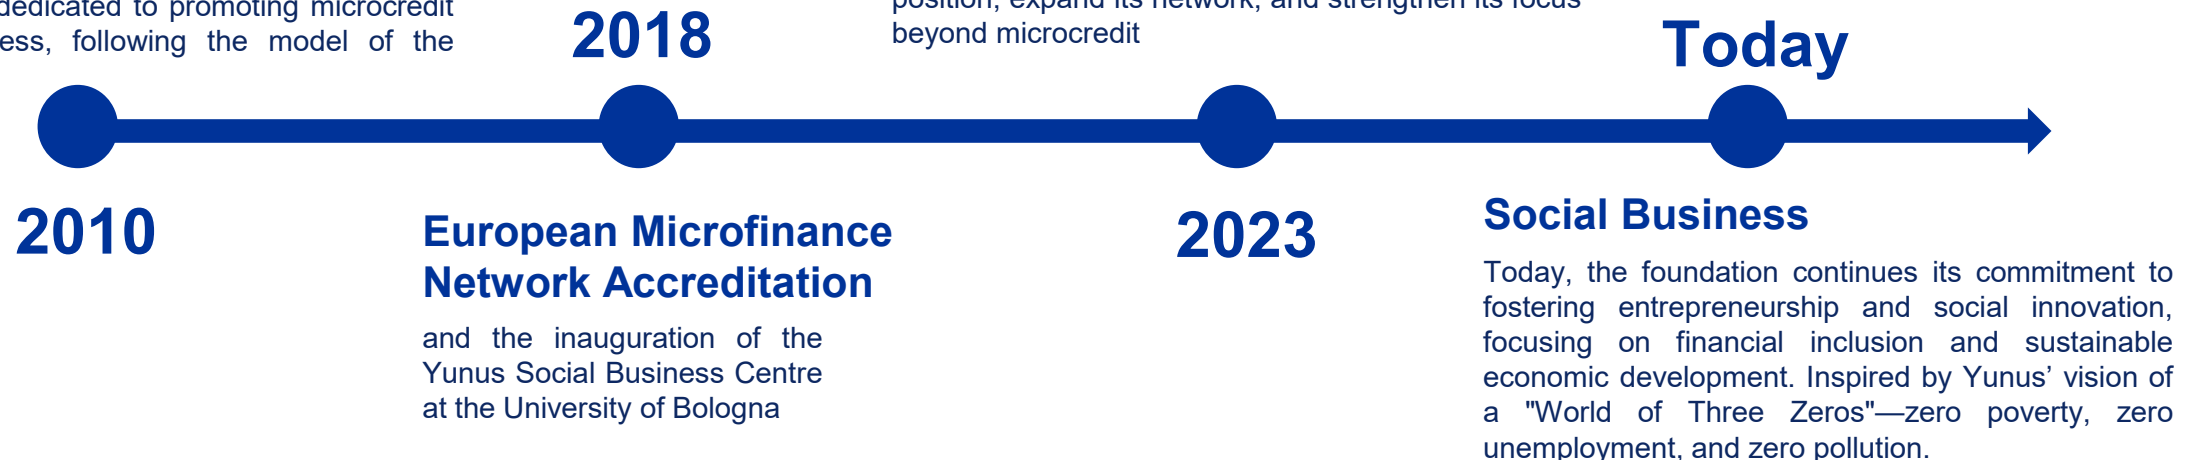 dedicated to promoting microcredit
ess, following the model of the
2018
position, expand its network, and strengthen its focus
beyond microcredit
Today
2010
European Microfinance
Network Accreditation
and the inauguration of the
Yunus Social Business Centre
at the University of Bologna
2023
Social Business
Today, the foundation continues its commitment to
fostering entrepreneurship and social innovation,
focusing on financial inclusion and sustainable
economic development. Inspired by Yunus’ vision of
a "World of Three Zeros"—zero poverty, zero
unemployment, and zero pollution.